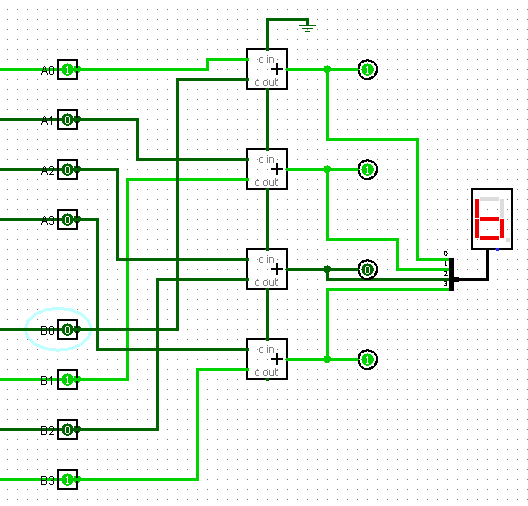 A0 1
c in
+
c out
1
A1 0
c in
+
c out
1
A2 0
A3 0
b
c in
+
c out
0
0
1
2
3
B0 0
c in
+
c out
1
B1 1
B2 0
B3 1